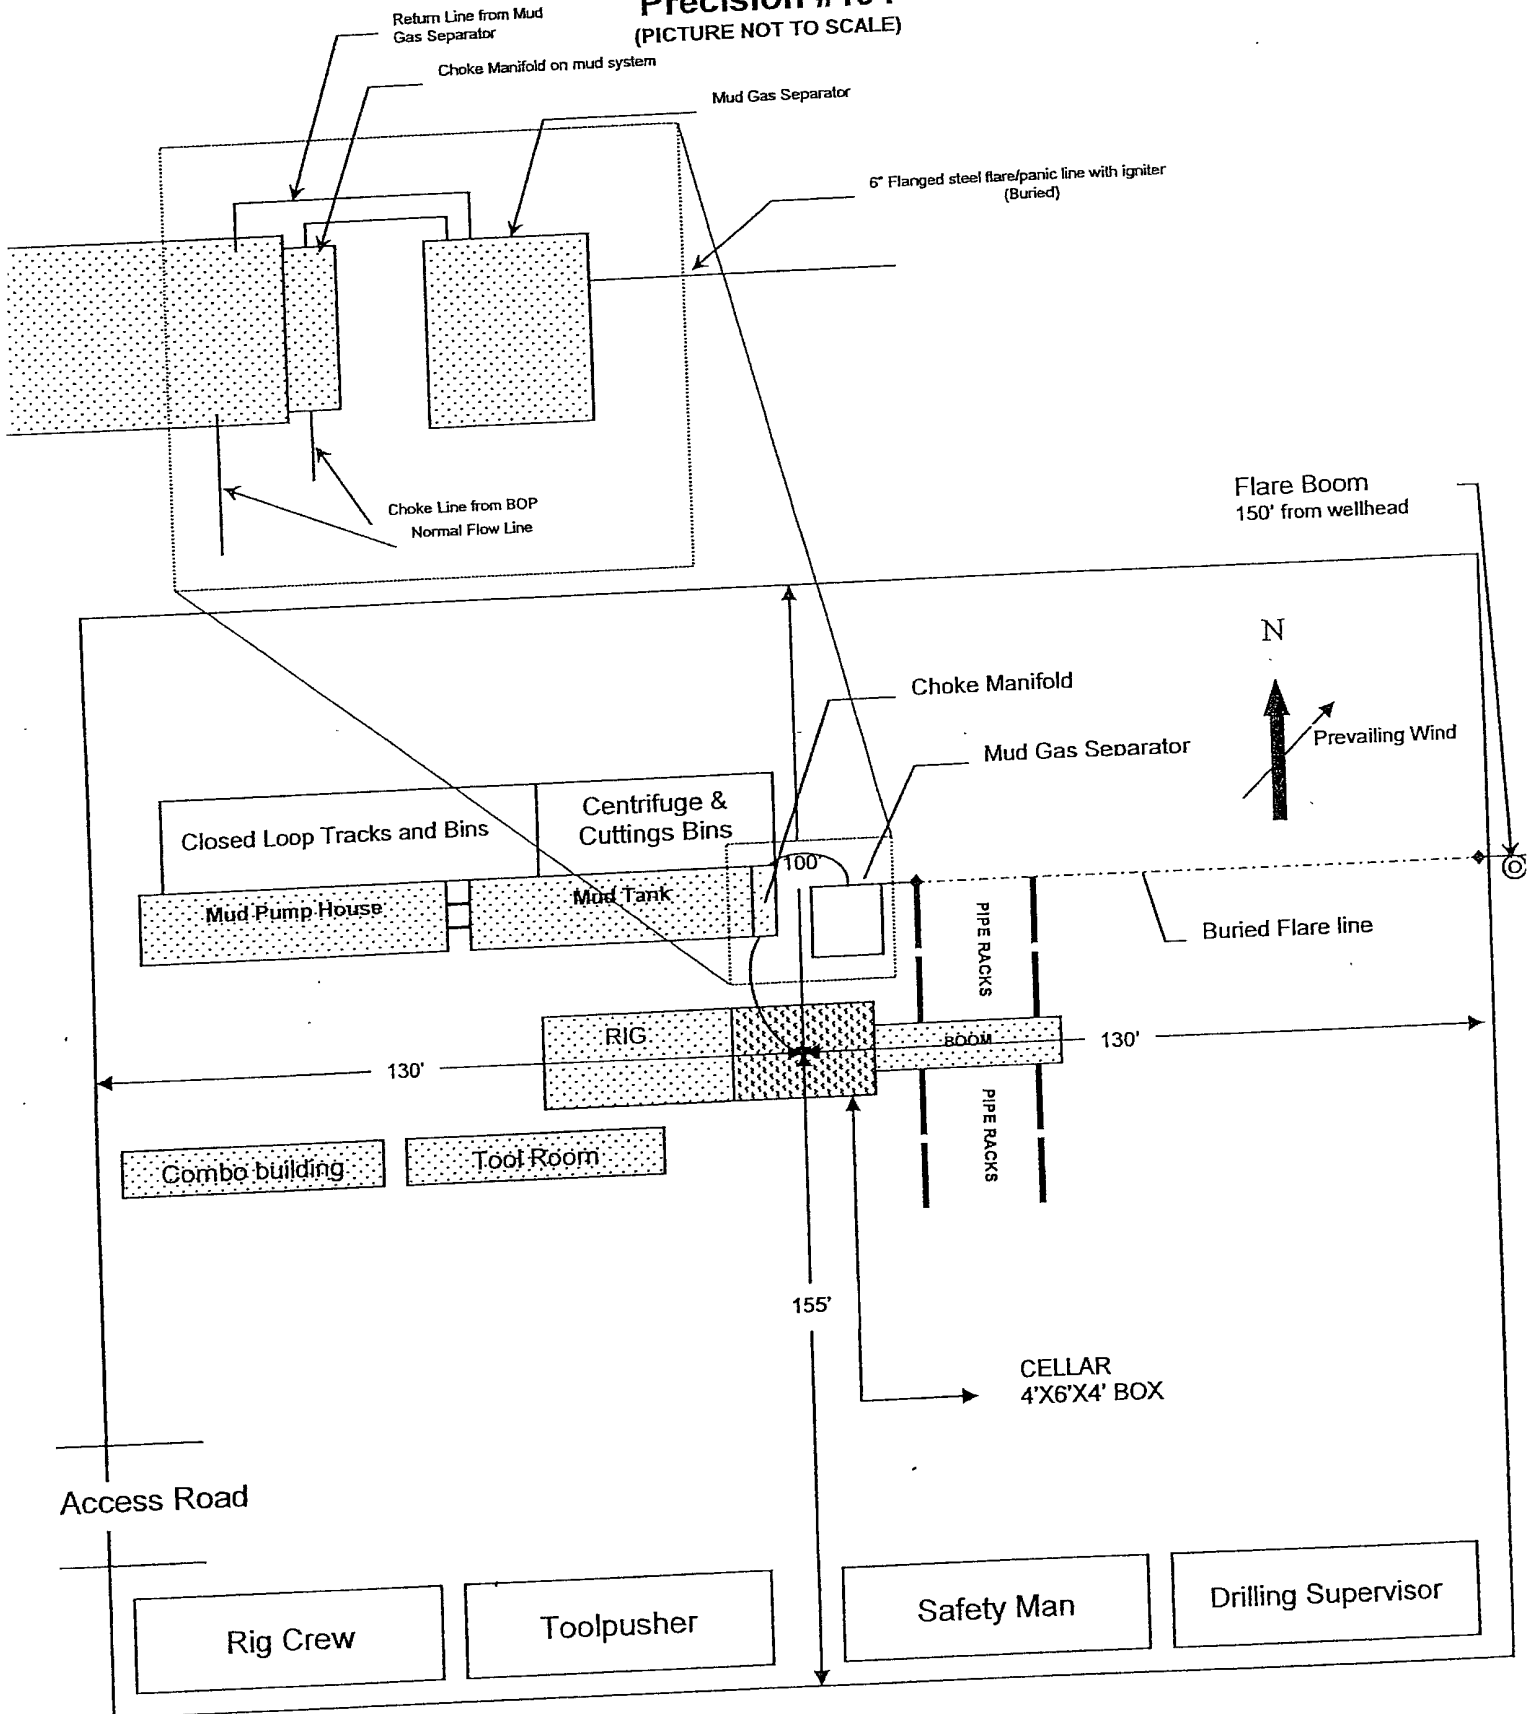 Return Line from Mud
Gas Separator
(PICTURE NOT TO SCALE)
Choke Manifold on mud system
Mud Gas Separator
6" Flanged steel flare/panic line with igniter
(Buried)
Choke Line from BOP
Normal Flow Line
Flare Boom
150' from wellhead
N
Prevailing Wind
Choke Manifold
Mud Gas Separator
Closed Loop Tracks and Bins
Centrifuge &
Cuttings Bins
100'
Mud Pump House
Mud Tank
PIPE RACKS
Buried Flare line
RIG
BOOM
130'
130'
PIPE RACKS
Combo building
Tool Room
155'
CELLAR
4'X6'X4' BOX
Access Road
Rig Crew
Toolpusher
Safety Man
Drilling Supervisor